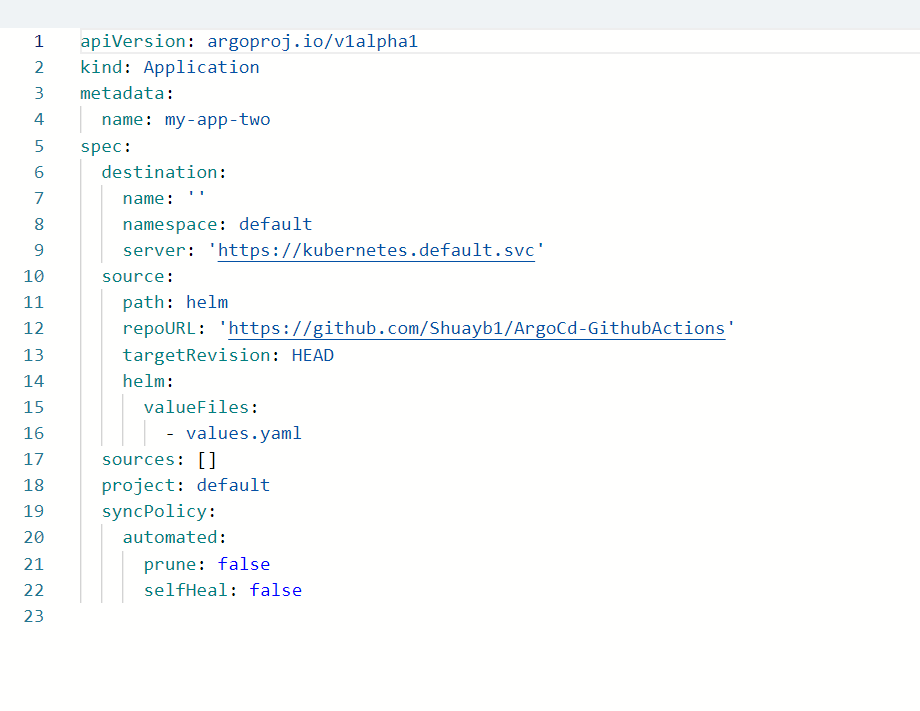 1 apiVersion: argoproj.io/v1alpha1
2 kind: Application
3 metadata:
4   name: my-app-two
5 spec:
6   destination:
7     name: ''
8     namespace: default
9     server: 'https://kubernetes.default.svc'
10   source:
11     path: helm
12     repoURL: 'https://github.com/Shuayb1/ArgoCd-GithubActions'
13     targetRevision: HEAD
14     helm:
15       valueFiles:
16         - values.yaml
17   sources: []
18   project: default
19   syncPolicy:
20     automated:
21       prune: false
22       selfHeal: false
23